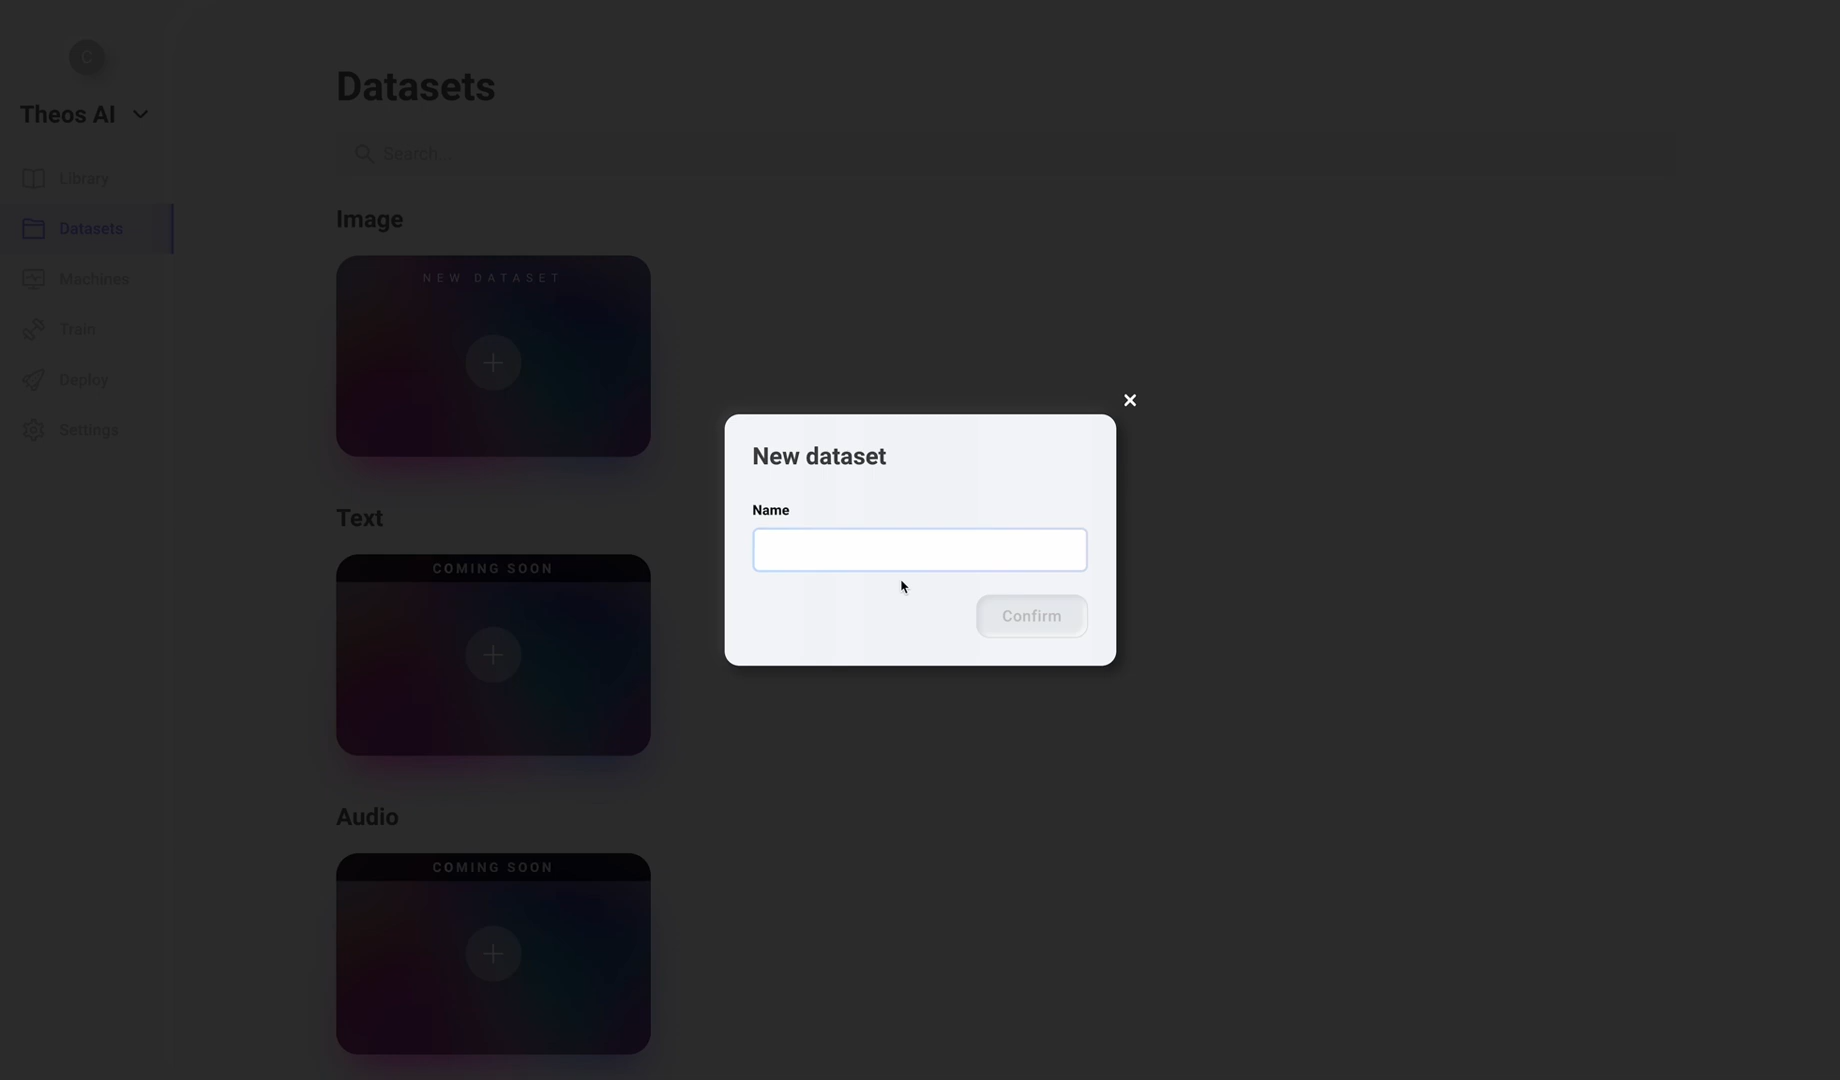 C
Theos AI
Library
Datasets
Machines
Train
Deploy
Settings
Datasets
Search...
Image
NEW DATASET
Text
COMING SOON
Audio
COMING SOON
New dataset
Name
Confirm